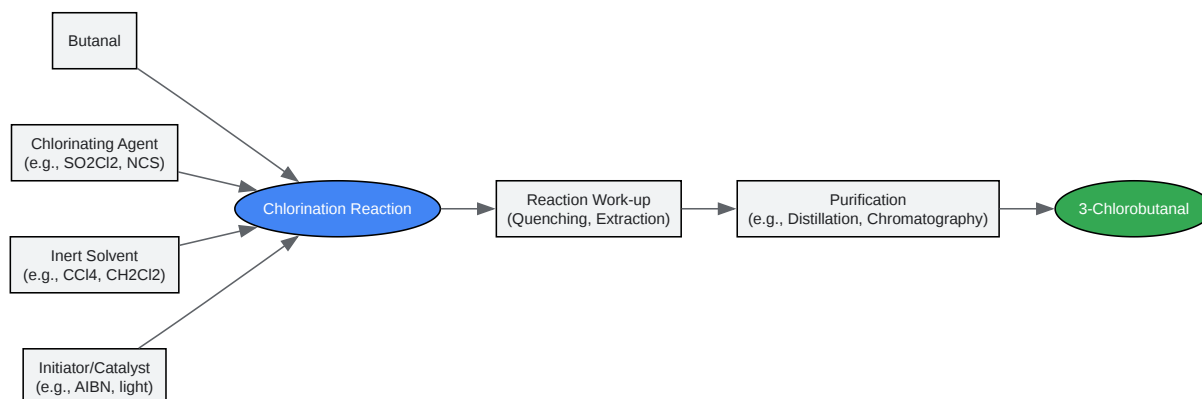 Butanal
Chlorinating Agent
(e.g., SO2Cl2, NCS)
Inert Solvent
(e.g., CCl4, CH2Cl2)
Initiator/Catalyst
(e.g., AIBN, light)
Chlorination Reaction
Reaction Work-up
(Quenching, Extraction)
Purification
(e.g., Distillation, Chromatography)
3-Chlorobutanal